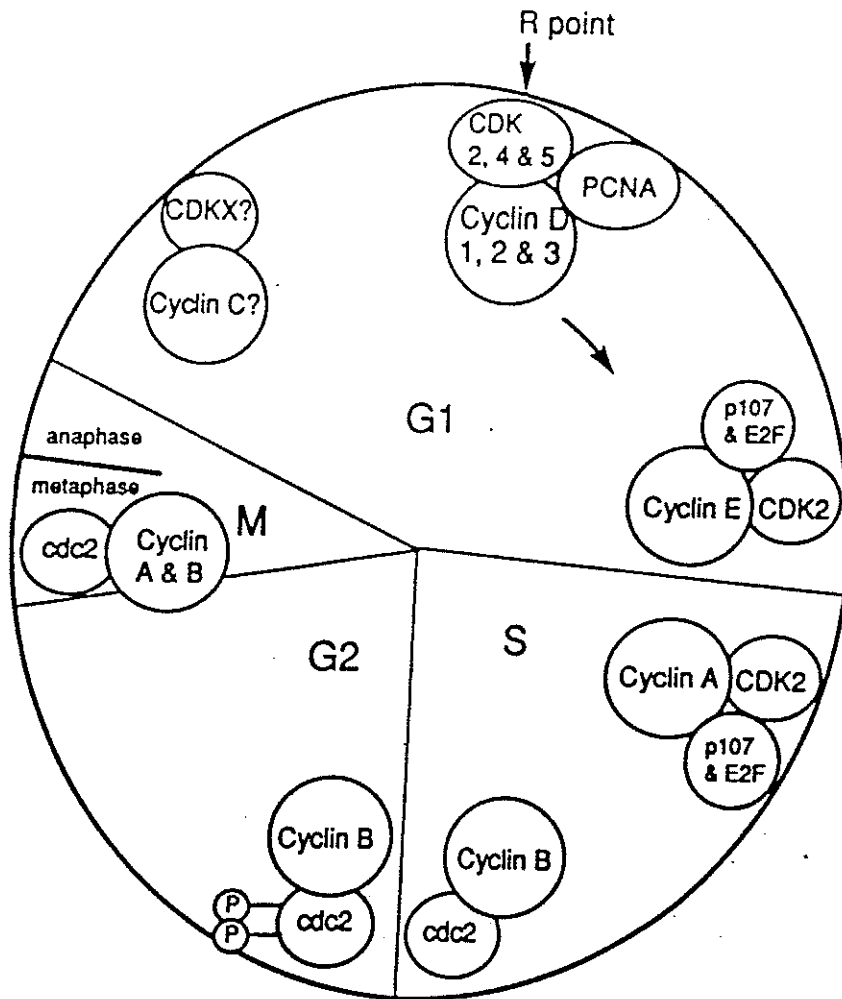 R point
CDK
2, 4 & 5
PCNA
Cyclin D
1, 2 & 3
CDKX?
Cyclin C?
G1
p107
& E2F
Cyclin E
CDK2
anaphase
metaphase
M
cdc2
Cyclin
A & B
G2
S
Cyclin A
CDK2
p107
& E2F
Cyclin B
cdc2
P
P
Cyclin B
cdc2